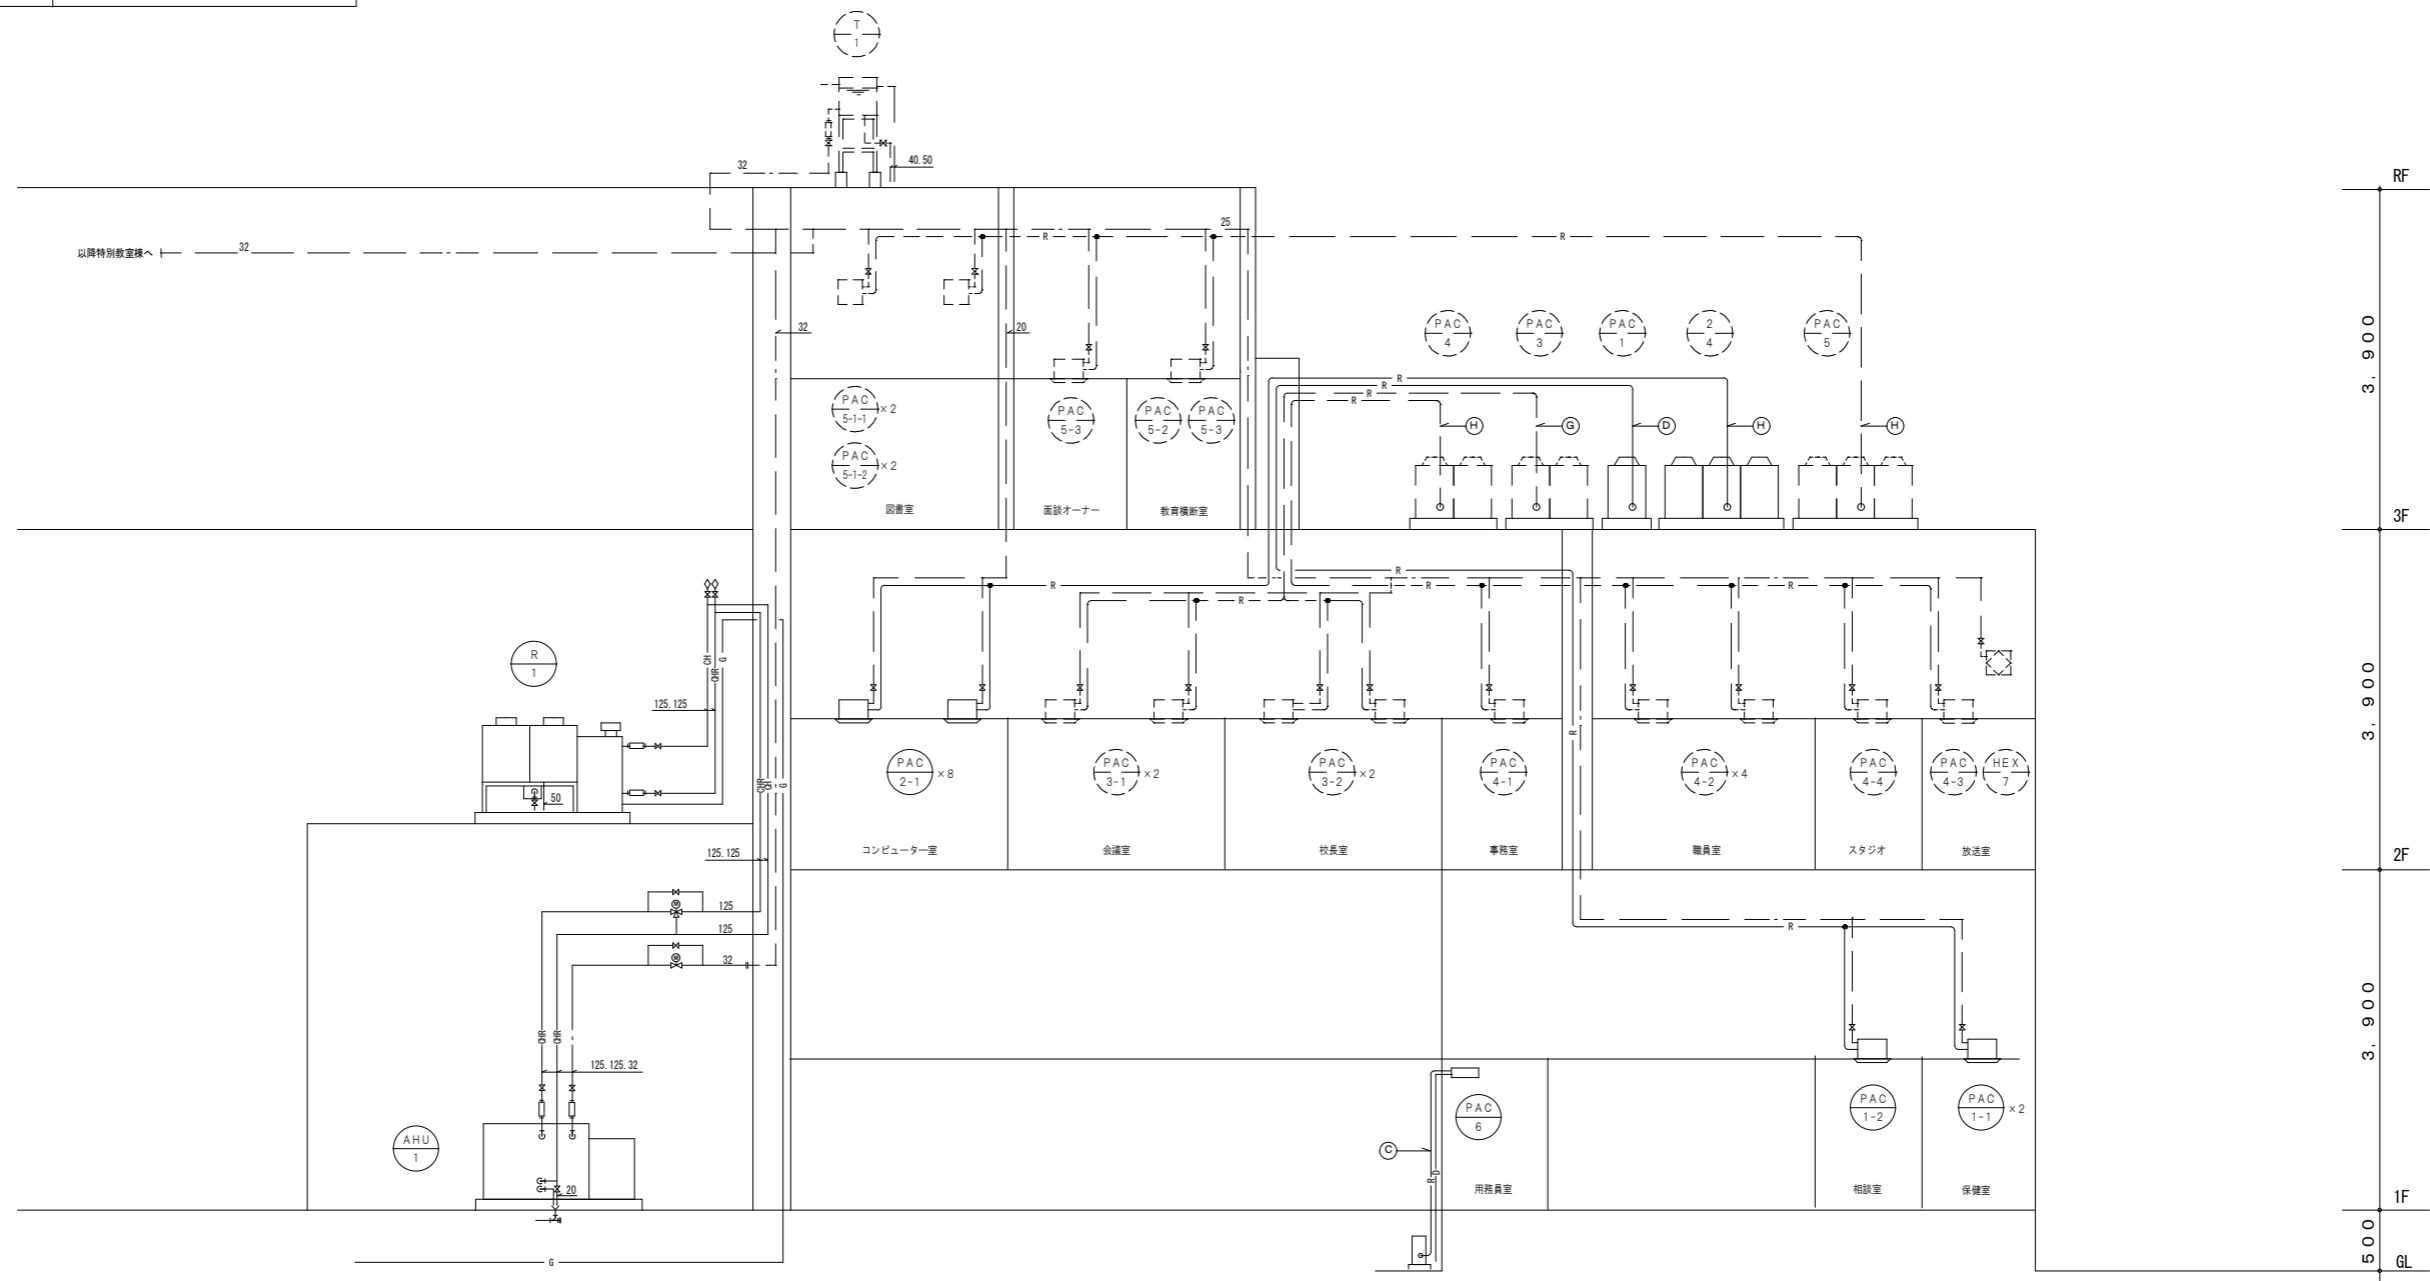 T
1
32
40.50
RF
以降特別教室棟へ
32
25
R
R
32
20
PAC
4
PAC
3
PAC
1
2
4
PAC
5
3,900
R
R
R
R
PAC
5-1-1
×2
PAC
5-3
PAC
5-2
PAC
5-3
H
G
D
H
H
PAC
5-1-2
×2
図書室
面談オーナー
教育横断室
3F
R
R
R
R
R
R
1
CH
CHR
G
125.125
3,900
50
CHR
CH
G
R
PAC
2-1
×8
PAC
3-1
×2
PAC
3-2
×2
PAC
4-1
PAC
4-2
×4
PAC
4-4
PAC
4-3
HEX
7
125.125
コンピューター室
会議室
校長室
事務室
職員室
スタジオ
放送室
2F
M
125
125
M
32
R
3,900
CHR
CHR
125.125.32
AHU
1
PAC
6
PAC
1-2
PAC
1-1
×2
C
R
D
20
用務員室
相談室
保健室
1F
500
G
GL